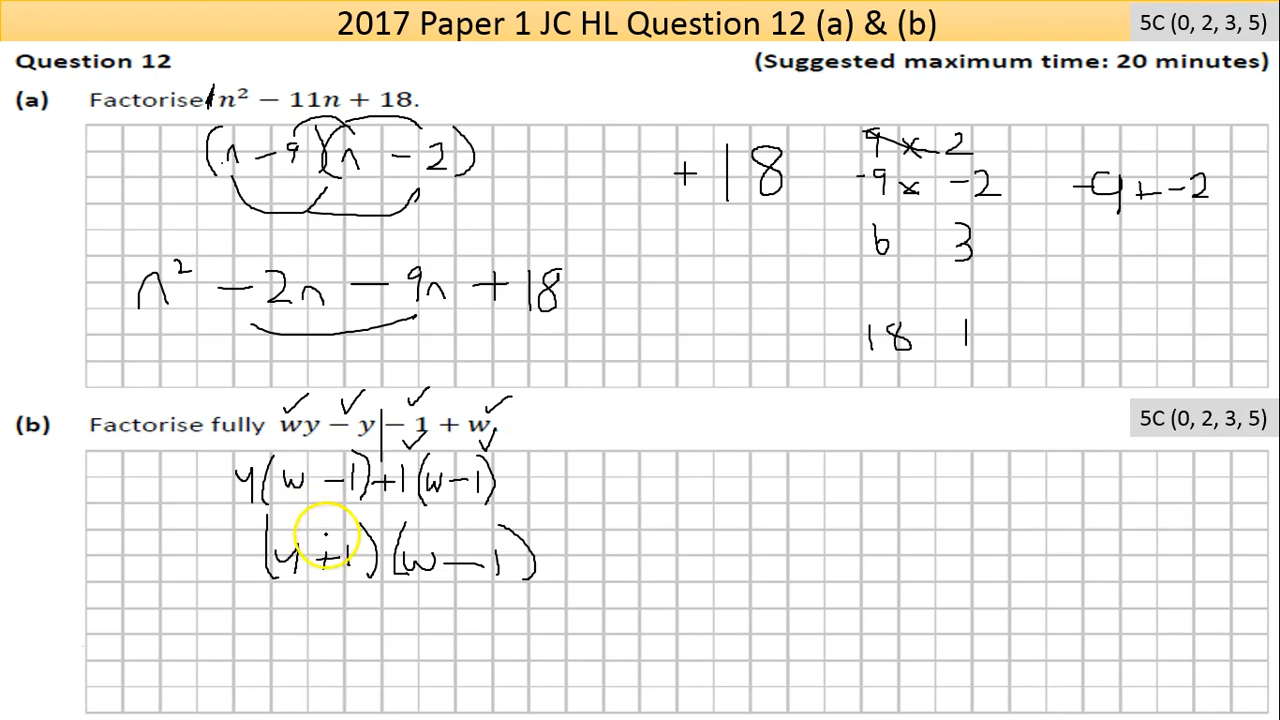 2017 Paper 1 JC HL Question 12 (a) & (b)
5C (0, 2, 3, 5)
Question 12
(Suggested maximum time: 20 minutes)
(a) Factorise n² − 11n + 18.
(n − 9)(n − 2)
+18
9 x 2
-9 x -2
-9 + -2
6 3
n² − 2n − 9n + 18
18 1
(b) Factorise fully wy − y − 1 + w.
5C (0, 2, 3, 5)
y(w − 1) + 1(w − 1)
(y + 1)(w − 1)